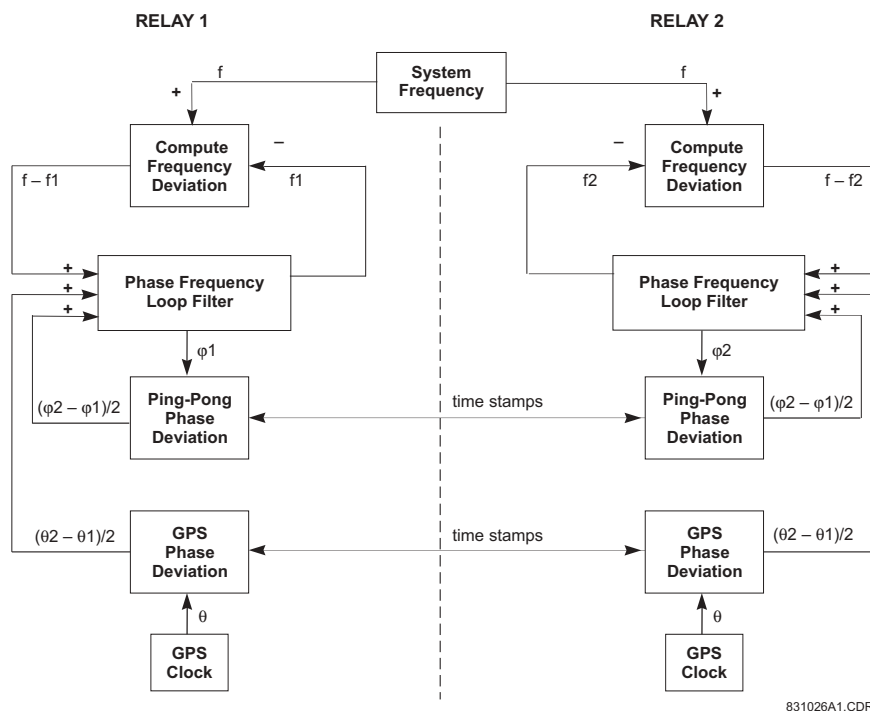 RELAY 1
RELAY 2
System
Frequency
f
f
+
+
Compute
Frequency
Deviation
–
f – f1
f1
Compute
Frequency
Deviation
–
f2
f – f2
Phase Frequency
Loop Filter
+
+
+
Phase Frequency
Loop Filter
+
+
+
φ1
φ2
Ping-Pong
Phase
Deviation
(φ2 – φ1)/2
time stamps
Ping-Pong
Phase
Deviation
(φ2 – φ1)/2
GPS
Phase
Deviation
(θ2 – θ1)/2
time stamps
GPS
Phase
Deviation
(θ2 – θ1)/2
θ
θ
GPS
Clock
GPS
Clock
831026A1.CDR